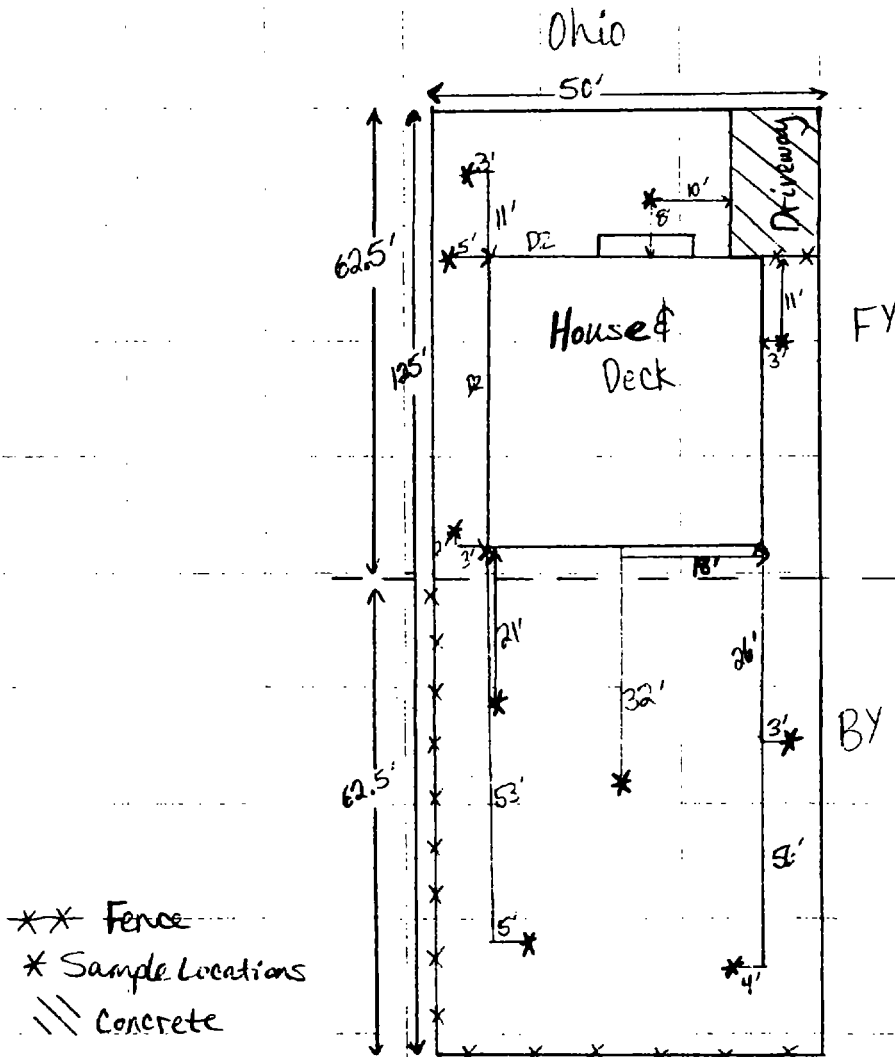 Ohio
50'
Driveway
3'
10'
8'
11'
5'
DZ
62.5'
125'
House &
Deck
11'
3'
FY
3'
18'
21'
26'
32'
3'
BY
53'
62.5'
5'
4'
Fence
Sample Locations
Concrete